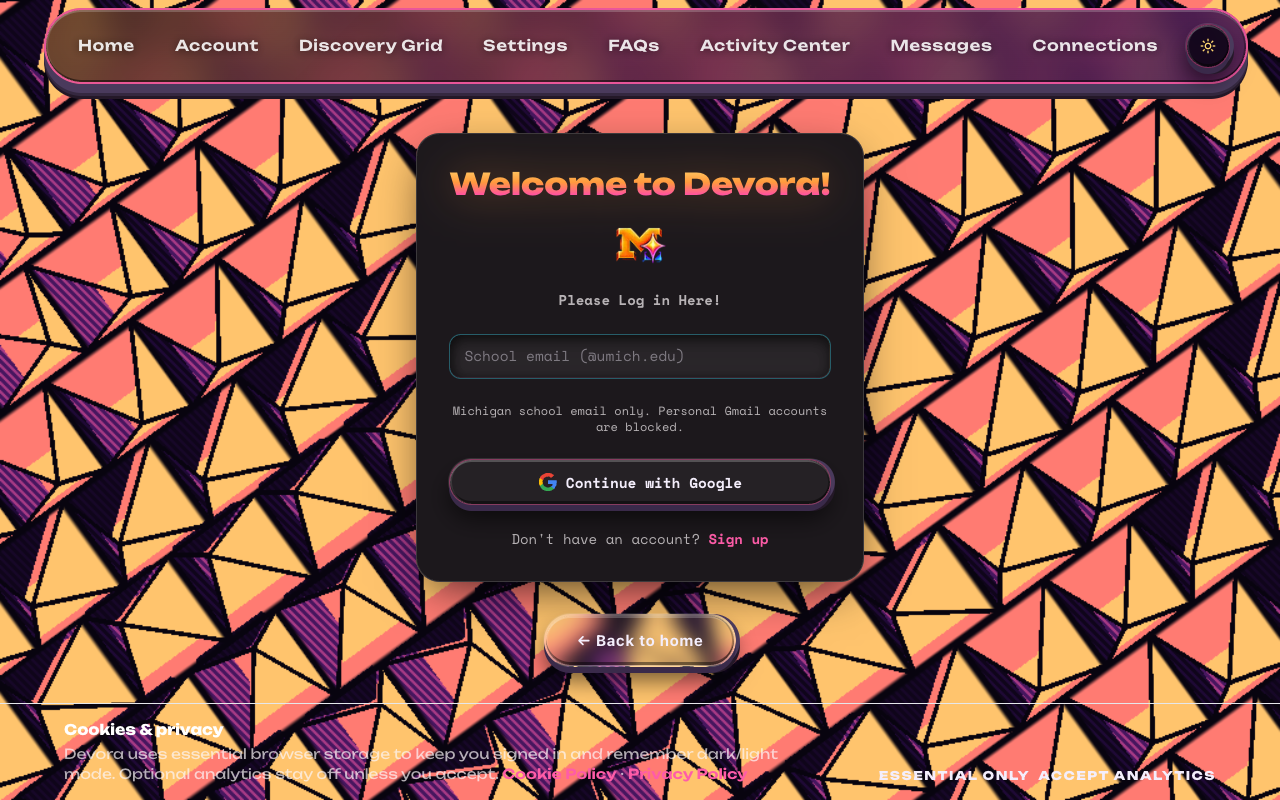 Home Account Discovery Grid Settings FAQs Activity Center Messages Connections
Welcome to Devora!
M
Please Log in Here!
School email (@umich.edu)
Michigan school email only. Personal Gmail accounts
are blocked.
Continue with Google
Don't have an account? Sign up
← Back to home
Cookies & privacy
Devora uses essential browser storage to keep you signed in and remember dark/light
mode. Optional analytics stay off unless you accept. Cookie Policy · Privacy Policy
ESSENTIAL ONLY ACCEPT ANALYTICS